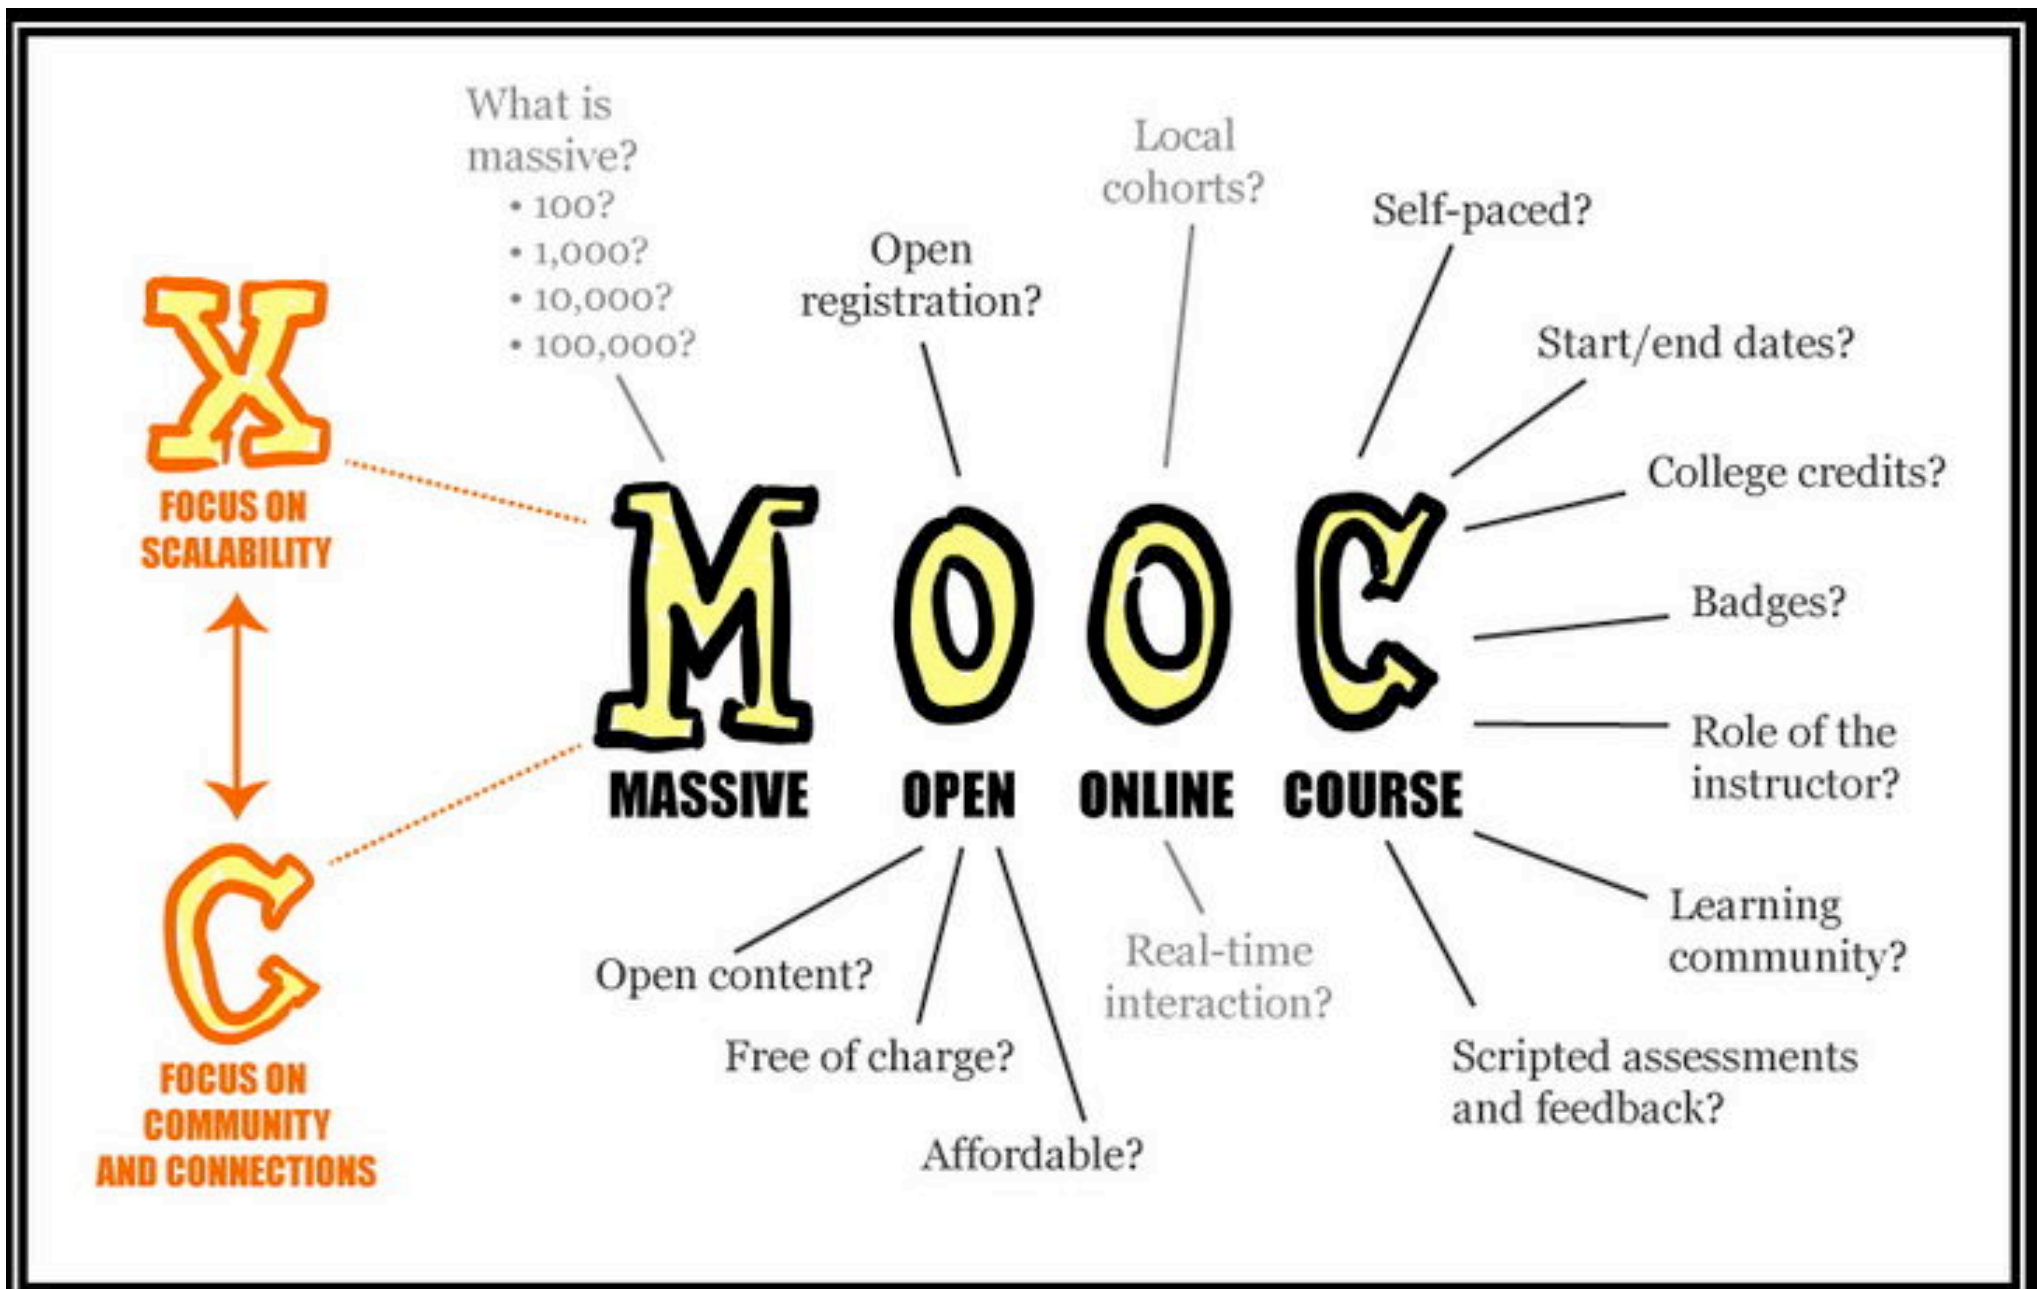 What is
massive?
• 100?
• 1,000?
• 10,000?
• 100,000?
Open
registration?
Local
cohorts?
Self-paced?
Start/end dates?
College credits?
Badges?
Role of the
instructor?
Learning
community?
Scripted assessments
and feedback?
X
FOCUS ON
SCALABILITY
C
FOCUS ON
COMMUNITY
AND CONNECTIONS
MOOC
MASSIVE OPEN ONLINE COURSE
Open content?
Free of charge?
Affordable?
Real-time
interaction?